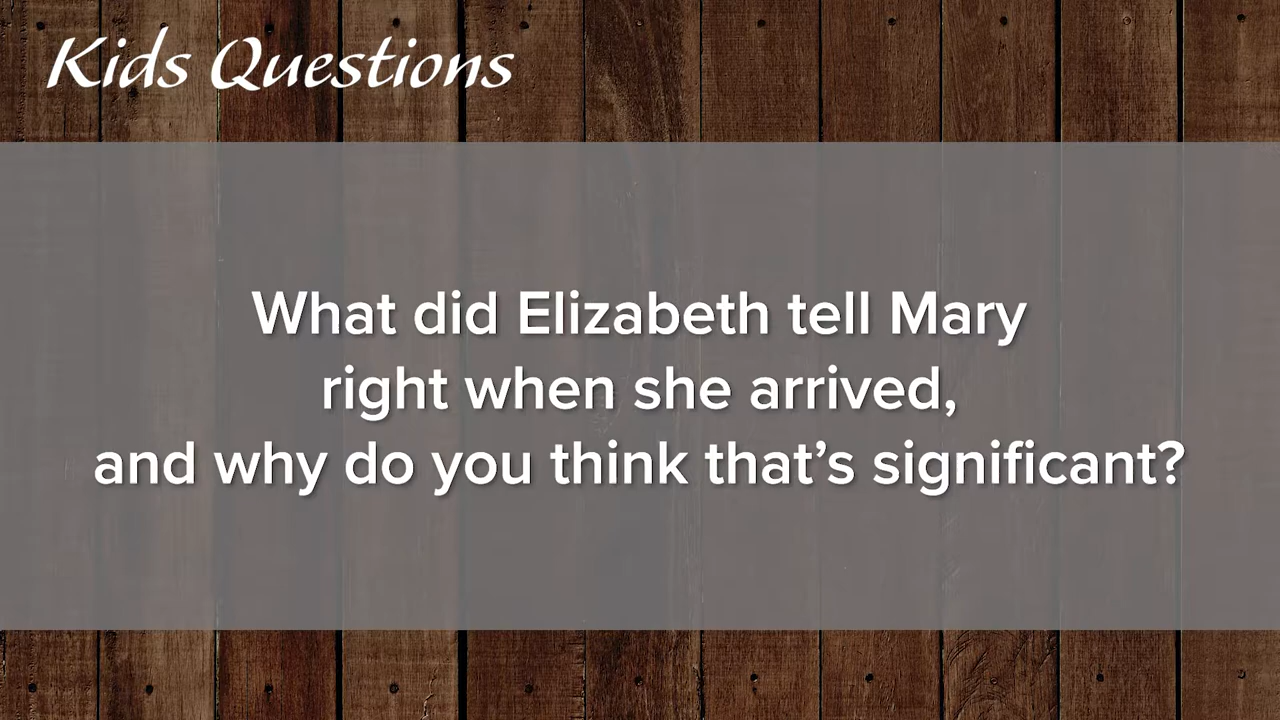 Kids Questions
What did Elizabeth tell Mary
right when she arrived,
and why do you think that’s significant?